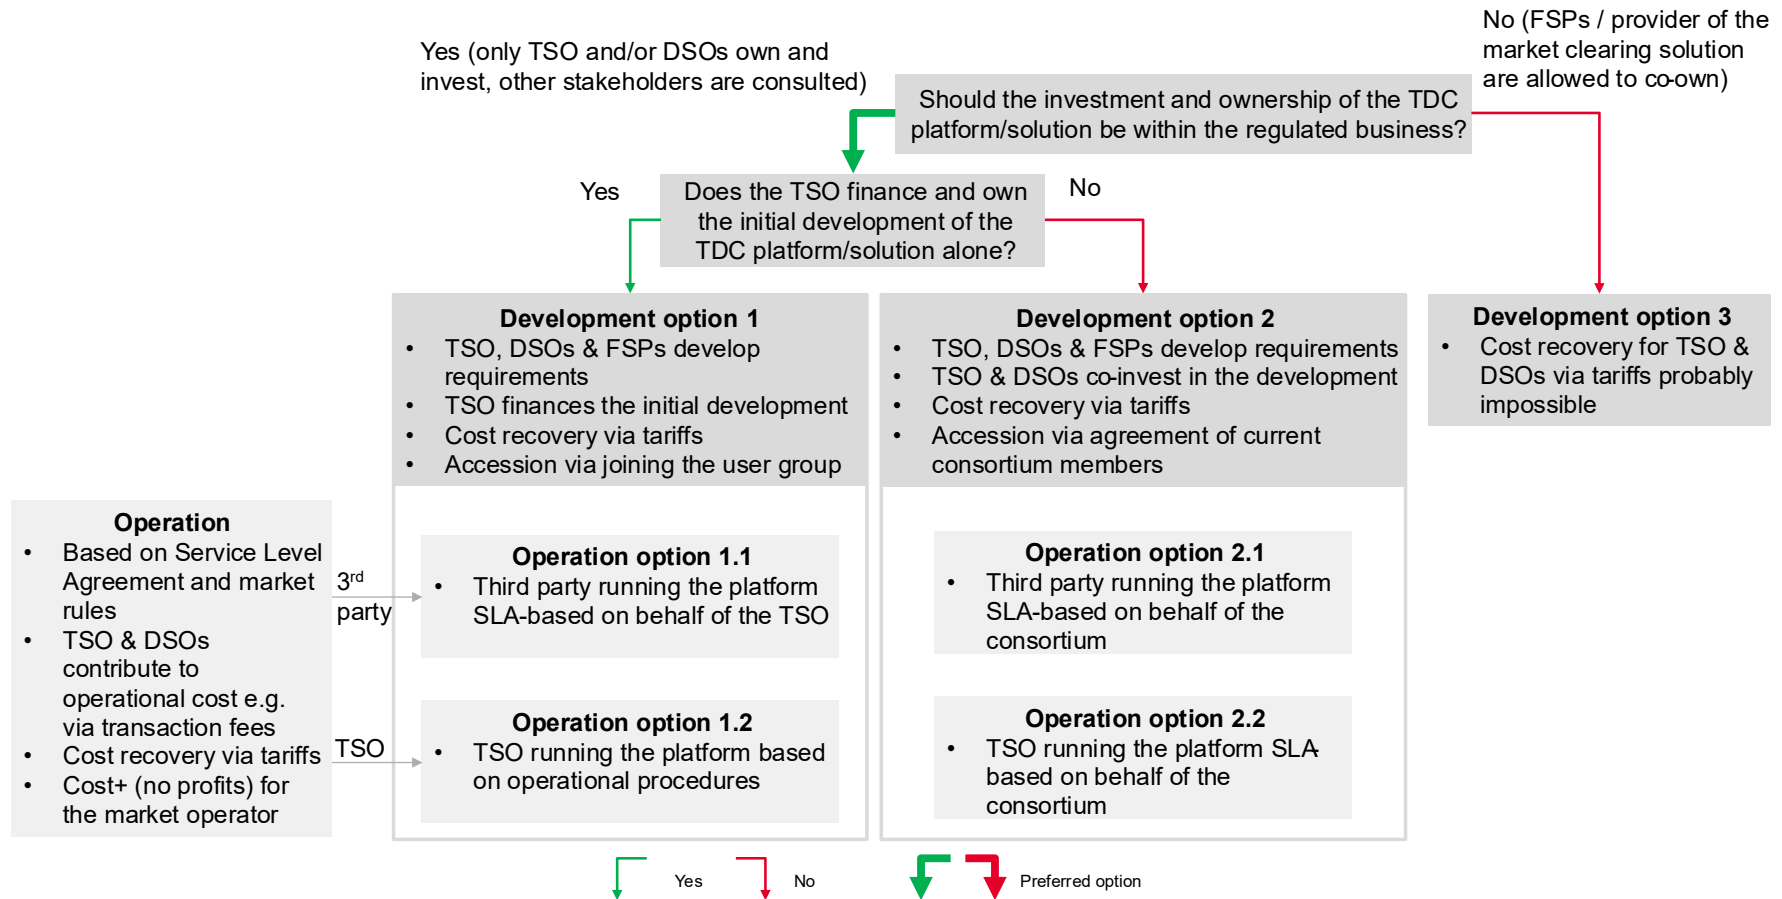 No (FSPs / provider of the
market clearing solution
are allowed to co-own)
Yes (only TSO and/or DSOs own and
invest, other stakeholders are consulted)
Should the investment and ownership of the TDC
platform/solution be within the regulated business?
Yes
Does the TSO finance and own
the initial development of the
TDC platform/solution alone?
No
Development option 1
• TSO, DSOs & FSPs develop
requirements
• TSO finances the initial development
• Cost recovery via tariffs
• Accession via joining the user group
Development option 2
• TSO, DSOs & FSPs develop requirements
• TSO & DSOs co-invest in the development
• Cost recovery via tariffs
• Accession via agreement of current
consortium members
Development option 3
• Cost recovery for TSO &
DSOs via tariffs probably
impossible
Operation
• Based on Service Level
Agreement and market
rules
• TSO & DSOs
contribute to
operational cost e.g.
via transaction fees
• Cost recovery via tariffs
• Cost+ (no profits) for
the market operator
3rd
party
TSO
Operation option 1.1
• Third party running the platform
SLA-based on behalf of the TSO
Operation option 1.2
• TSO running the platform based
on operational procedures
Operation option 2.1
• Third party running the platform
SLA-based on behalf of the
consortium
Operation option 2.2
• TSO running the platform SLA-
based on behalf of the
consortium
Yes
No
Preferred option